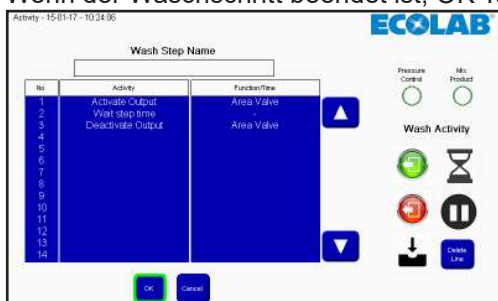 Wenn der Waschschritt beendet ist, OK
Activity - 15-01-17 - 10:24:06
ECOLAB
Wash Step Name
Pressure Control
Mix Product
No Activity Function/Time
1 Activate Output Area Valve
2 Wait step time -
3 Deactivate Output Area Valve
4
5
6
7
8
9
10
11
12
13
14
Wash Activity
Delete Line
OK Cancel